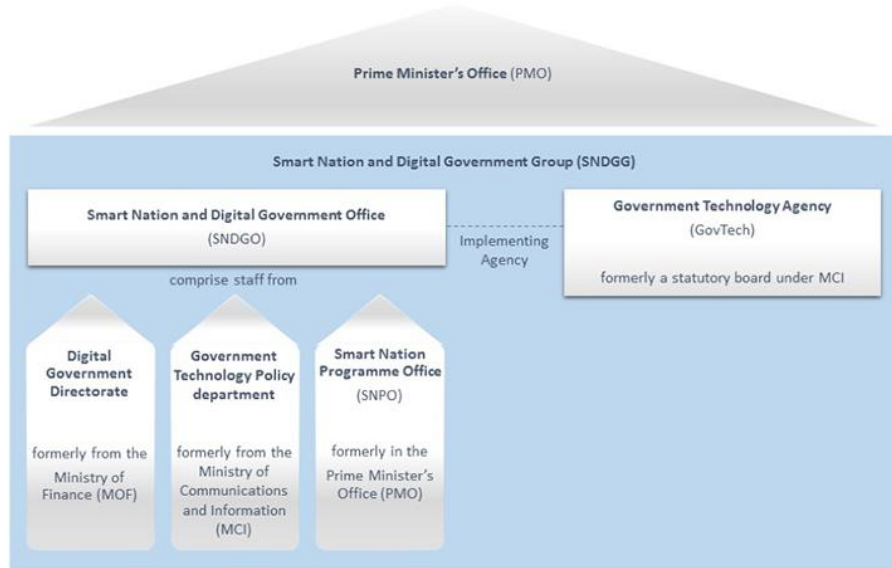 Prime Minister's Office (PMO)
Smart Nation and Digital Government Group (SNDGG)
Smart Nation and Digital Government Office
(SNDGO)
Government Technology Agency
(GovTech)
formerly a statutory board under MCI
Implementing
Agency
comprise staff from
Digital
Government
Directorate
formerly from the
Ministry of
Finance (MOF)
Government
Technology Policy
department
formerly from the
Ministry of
Communications
and Information
(MCI)
Smart Nation
Programme Office
(SNPO)
formerly in the
Prime Minister's
Office (PMO)